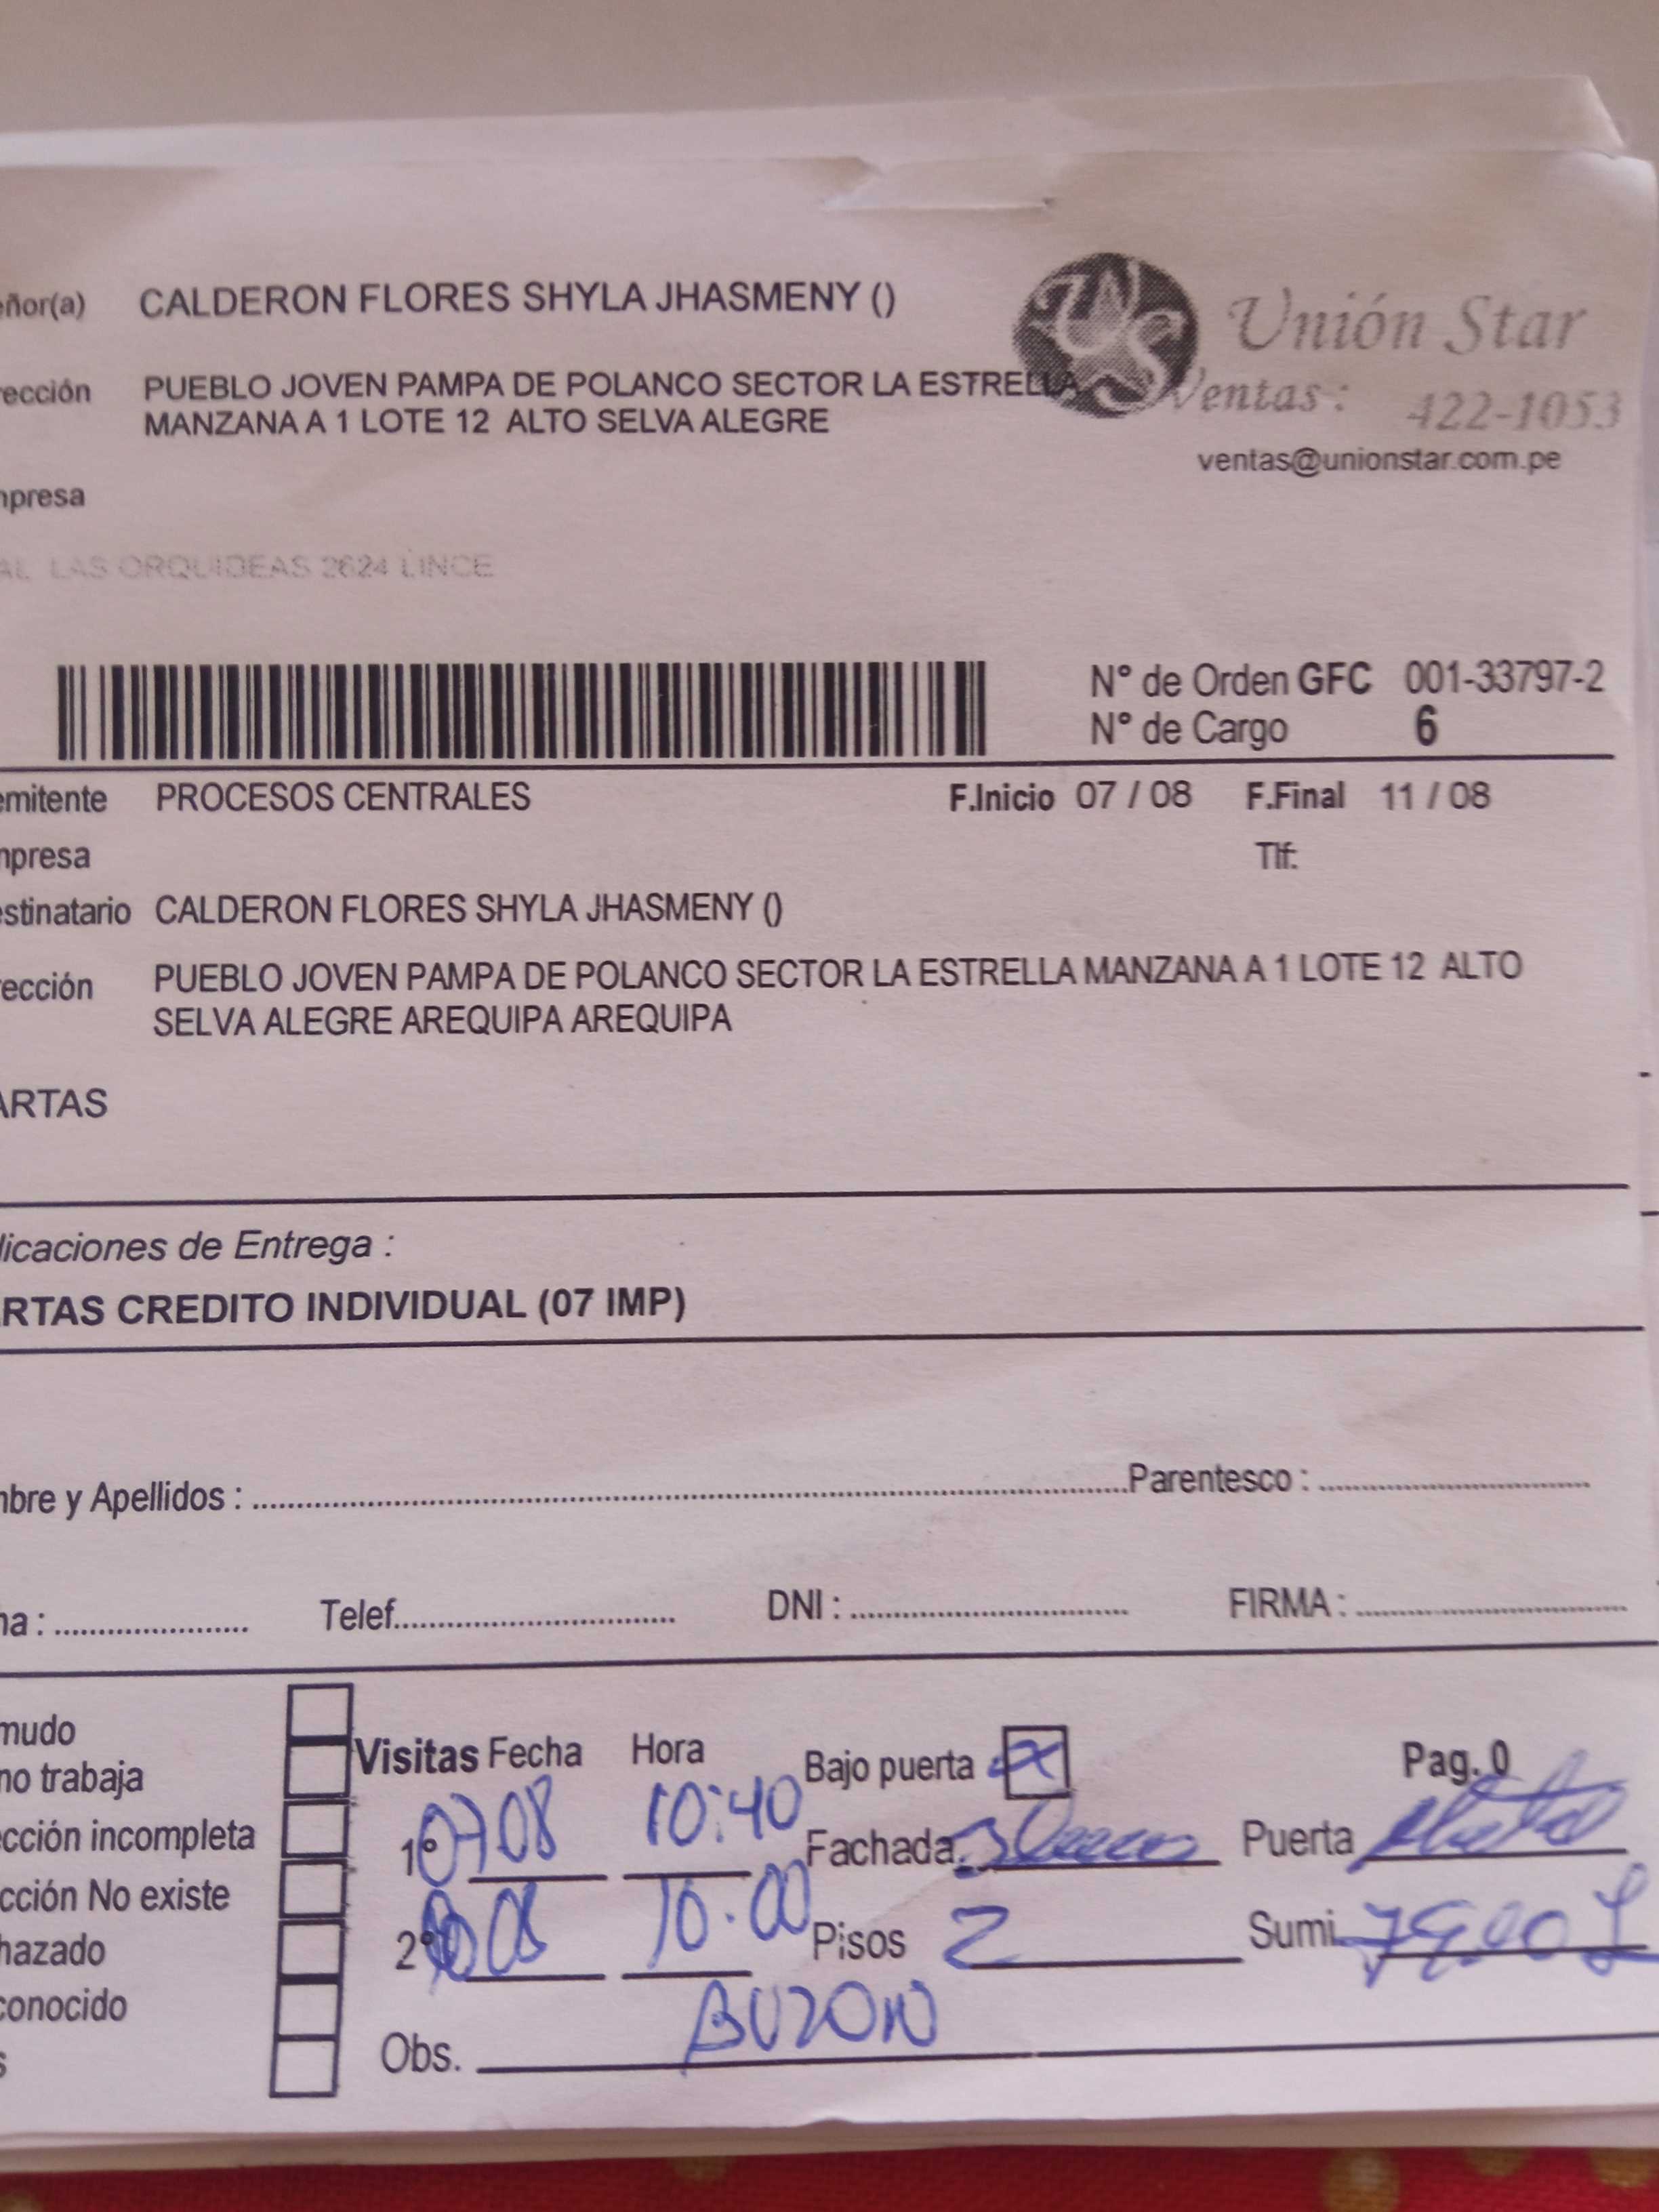 eñor(a) CALDERON FLORES SHYLA JHASMENY ()
Unión Star
rección PUEBLO JOVEN PAMPA DE POLANCO SECTOR LA ESTRELLA
MANZANA A 1 LOTE 12 ALTO SELVA ALEGRE
Ventas: 422-1053
ventas@unionstar.com.pe
mpresa
AL LAS ORQUIDEAS 2624 LINCE
N° de Orden GFC 001-33797-2
N° de Cargo 6
emitente PROCESOS CENTRALES F.Inicio 07 / 08 F.Final 11 / 08
mpresa Tlf:
estinatario CALDERON FLORES SHYLA JHASMENY ()
rección PUEBLO JOVEN PAMPA DE POLANCO SECTOR LA ESTRELLA MANZANA A 1 LOTE 12 ALTO
SELVA ALEGRE AREQUIPA AREQUIPA
ARTAS
dicaciones de Entrega :
RTAS CREDITO INDIVIDUAL (07 IMP)
mbre y Apellidos : Parentesco :
ha : Telef. DNI : FIRMA :
mudo
no trabaja
cción incompleta
cción No existe
hazado
conocido
s
Visitas Fecha Hora Bajo puerta x Pag. 0
1° 07 08 10:40 Fachada Puerta
2° 08 10:00 Pisos 2 Sumi.
Obs. BUZON